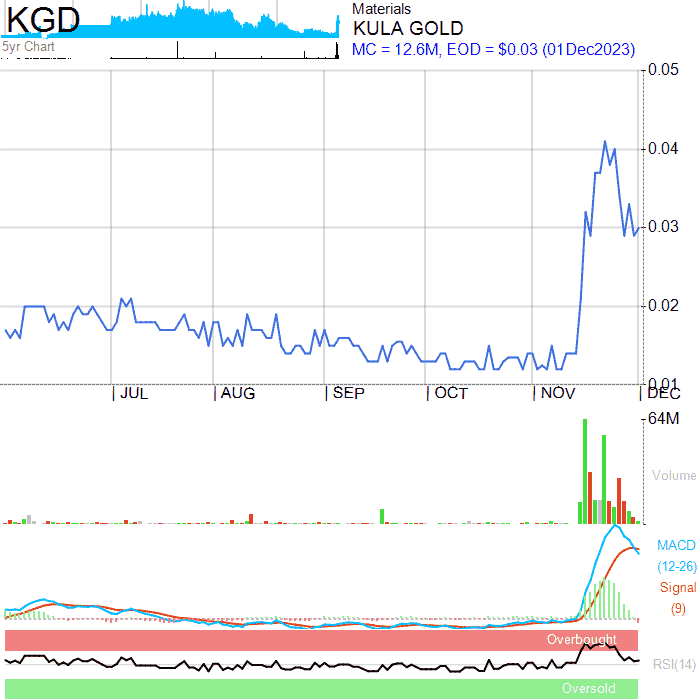 KGD
5yr Chart
Materials
KULA GOLD
MC = 12.6M, EOD = $0.03 (01Dec2023)
0.05
0.04
0.03
0.02
0.01
JUL AUG SEP OCT NOV DEC
64M
Volume
MACD
(12-26)
Signal
(9)
Overbought
RSI(14)
Oversold